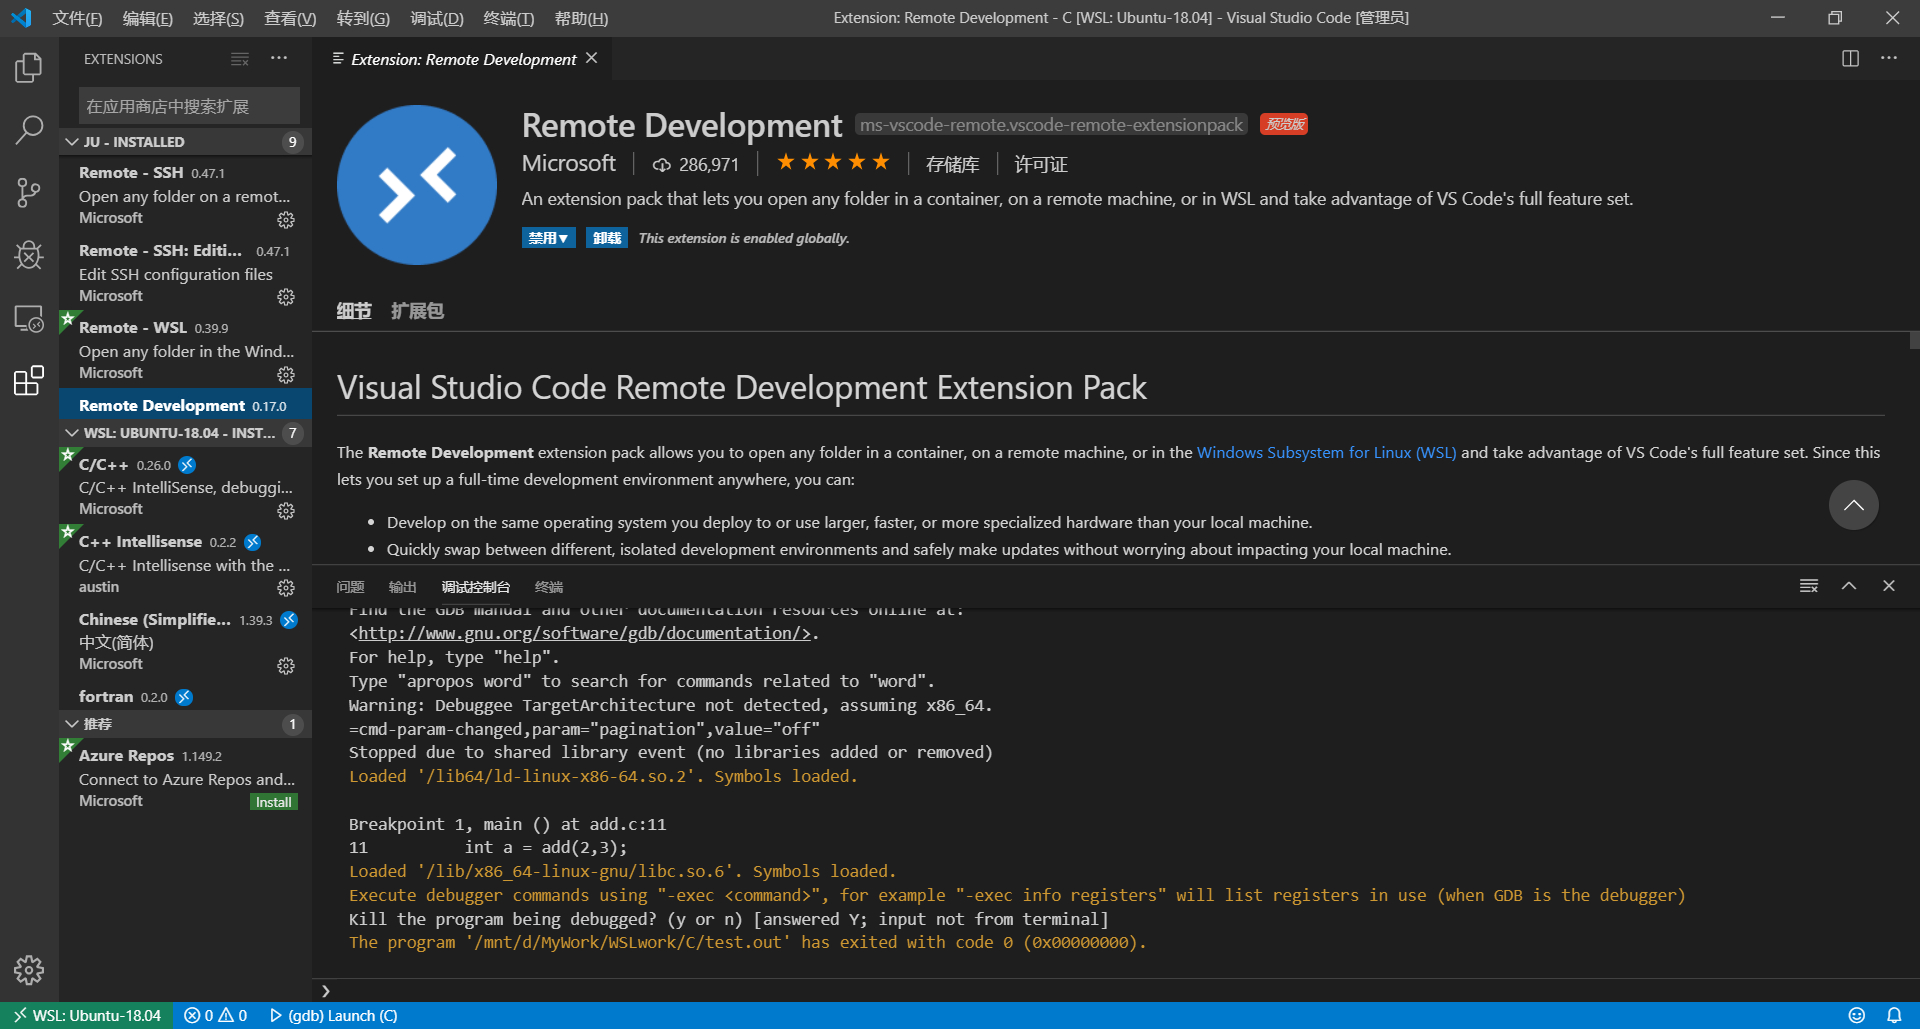 文件(F) 编辑(E) 选择(S) 查看(V) 转到(G) 调试(D) 终端(T) 帮助(H) Extension: Remote Development - C [WSL: Ubuntu-18.04] - Visual Studio Code [管理员]
EXTENSIONS
在应用商店中搜索扩展
JU - INSTALLED 9
Remote - SSH 0.47.1
Open any folder on a remot...
Microsoft
Remote - SSH: Editi... 0.47.1
Edit SSH configuration files
Microsoft
Remote - WSL 0.39.9
Open any folder in the Wind...
Microsoft
Remote Development 0.17.0
WSL: UBUNTU-18.04 - INST... 7
C/C++ 0.26.0
C/C++ IntelliSense, debuggi...
Microsoft
C++ Intellisense 0.2.2
C/C++ Intellisense with the ...
austin
Chinese (Simplifie... 1.39.3
中文(简体)
Microsoft
fortran 0.2.0
推荐 1
Azure Repos 1.149.2
Connect to Azure Repos and...
Microsoft Install
Extension: Remote Development
Remote Development ms-vscode-remote.vscode-remote-extensionpack 预览版
Microsoft 286,971 ★★★★★ 存储库 许可证
An extension pack that lets you open any folder in a container, on a remote machine, or in WSL and take advantage of VS Code's full feature set.
禁用▼ 卸载 This extension is enabled globally.
细节 扩展包
Visual Studio Code Remote Development Extension Pack
The Remote Development extension pack allows you to open any folder in a container, on a remote machine, or in the Windows Subsystem for Linux (WSL) and take advantage of VS Code's full feature set. Since this
lets you set up a full-time development environment anywhere, you can:
• Develop on the same operating system you deploy to or use larger, faster, or more specialized hardware than your local machine.
• Quickly swap between different, isolated development environments and safely make updates without worrying about impacting your local machine.
问题 输出 调试控制台 终端
Find the GDB manual and other documentation resources online at:
<http://www.gnu.org/software/gdb/documentation/>.
For help, type "help".
Type "apropos word" to search for commands related to "word".
Warning: Debuggee TargetArchitecture not detected, assuming x86_64.
=cmd-param-changed,param="pagination",value="off"
Stopped due to shared library event (no libraries added or removed)
Loaded '/lib64/ld-linux-x86-64.so.2'. Symbols loaded.
Breakpoint 1, main () at add.c:11
11 int a = add(2,3);
Loaded '/lib/x86_64-linux-gnu/libc.so.6'. Symbols loaded.
Execute debugger commands using "-exec <command>", for example "-exec info registers" will list registers in use (when GDB is the debugger)
Kill the program being debugged? (y or n) [answered Y; input not from terminal]
The program '/mnt/d/MyWork/WSLwork/C/test.out' has exited with code 0 (0x00000000).
WSL: Ubuntu-18.04 0 0 (gdb) Launch (C)